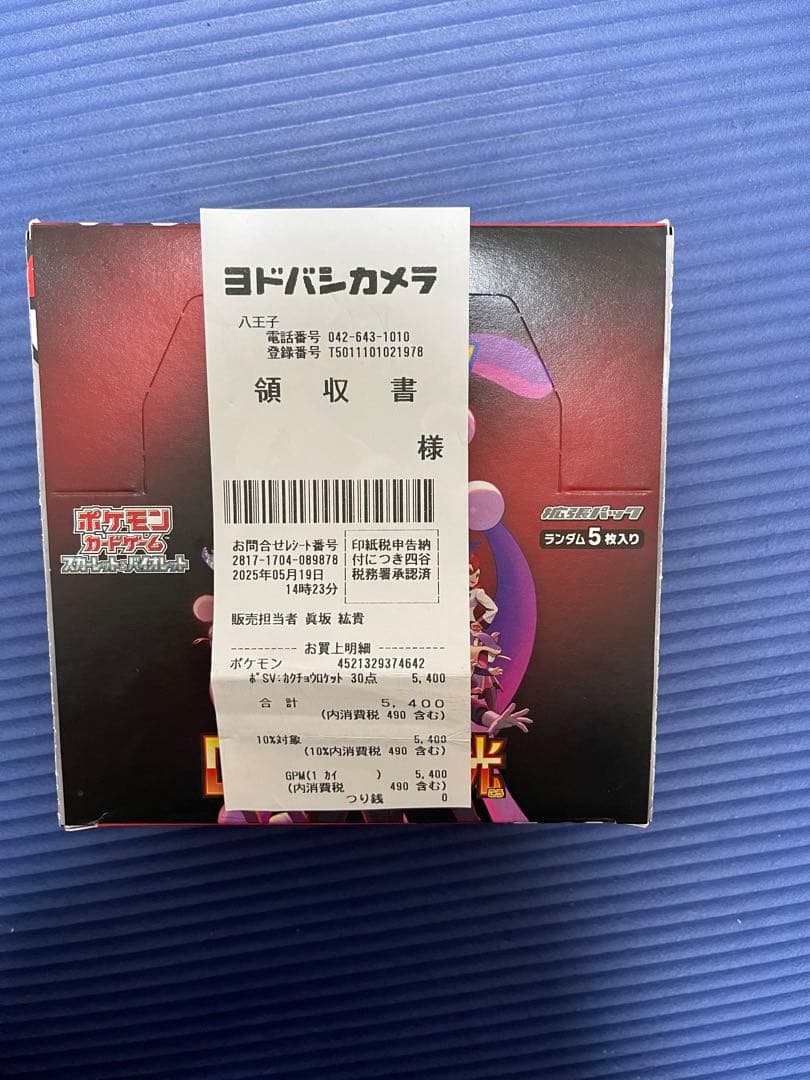 ヨドバシカメラ
八王子
電話番号 042-643-1010
登録番号 T5011101021978
領 収 書
様
お問合せレシート番号
2817-1704-089878
2025年05月19日
14時23分
印紙税申告納
付につき四谷
税務署承認済
販売担当者 眞坂 紘貴
---------- お買上明細 ----------
ポケモン 4521329374642
ポSV:カクチョウロケット 30点 5,400
合 計 5,400
(内消費税 490 含む)
10%対象 5,400
(10%内消費税 490 含む)
GPM(1 カイ ) 5,400
(内消費税 490 含む)
つり銭 0
ポケモン
カードゲーム
スカーレット&バイオレット
拡張パック
ランダム5枚入り
光